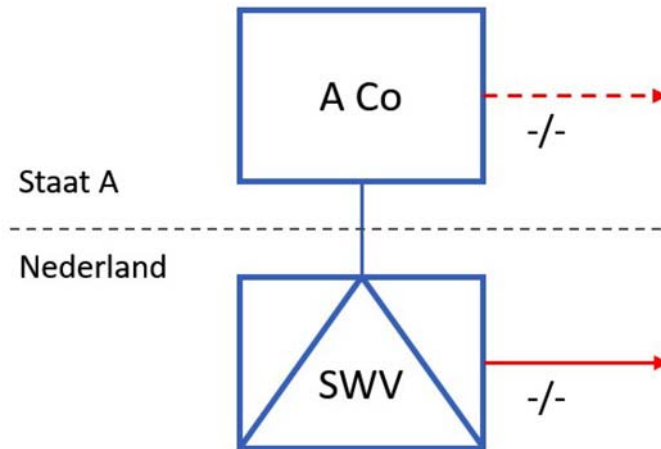 A Co
-/-
Staat A
Nederland
SWV
-/-